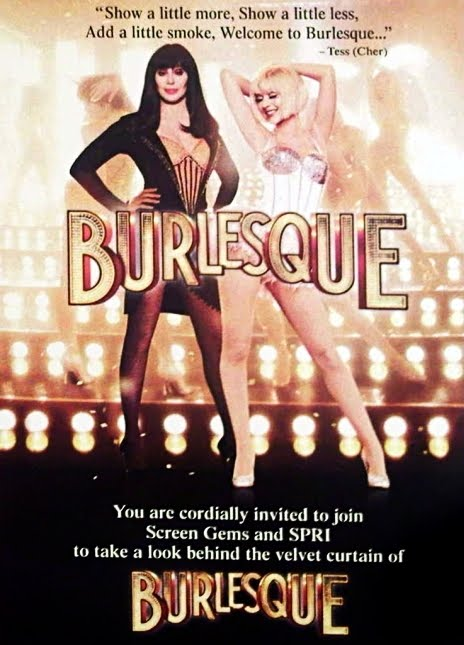 “Show a little more, Show a little less,
Add a little smoke, Welcome to Burlesque...”
– Tess (Cher)
BURLESQUE
You are cordially invited to join
Screen Gems and SPRI
to take a look behind the velvet curtain of
BURLESQUE